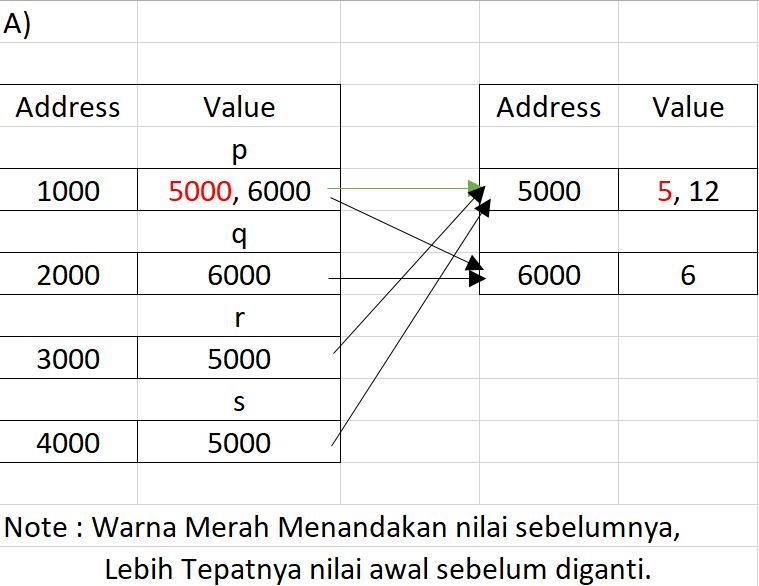 A)
Address Value Address Value
p
1000 5000, 6000 5000 5, 12
q
2000 6000 6000 6
r
3000 5000
s
4000 5000
Note : Warna Merah Menandakan nilai sebelumnya,
Lebih Tepatnya nilai awal sebelum diganti.